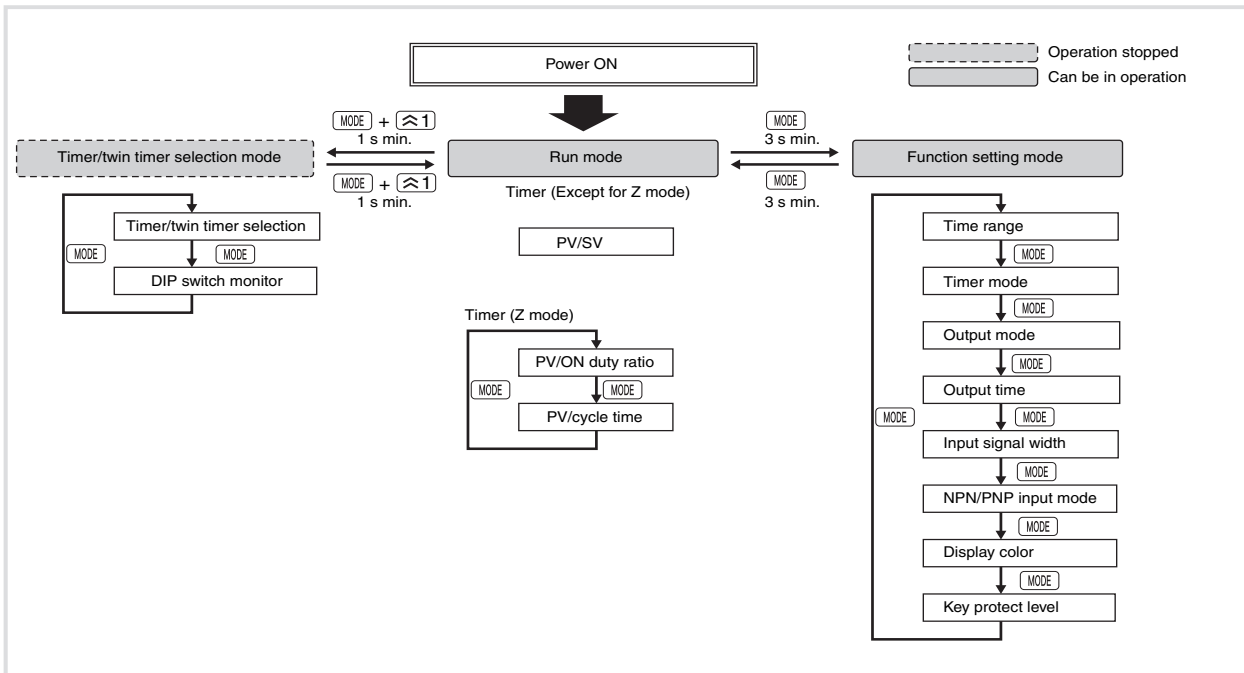 Power ON
Operation stopped
Can be in operation
MODE + 1
1 s min.
MODE
3 s min.
Timer/twin timer selection mode
Run mode
Function setting mode
MODE + 1
1 s min.
MODE
3 s min.
Timer/twin timer selection
MODE
MODE
DIP switch monitor
Timer (Except for Z mode)
PV/SV
Timer (Z mode)
PV/ON duty ratio
MODE
MODE
PV/cycle time
Time range
MODE
Timer mode
MODE
Output mode
MODE
Output time
MODE
MODE
Input signal width
MODE
NPN/PNP input mode
MODE
Display color
MODE
Key protect level